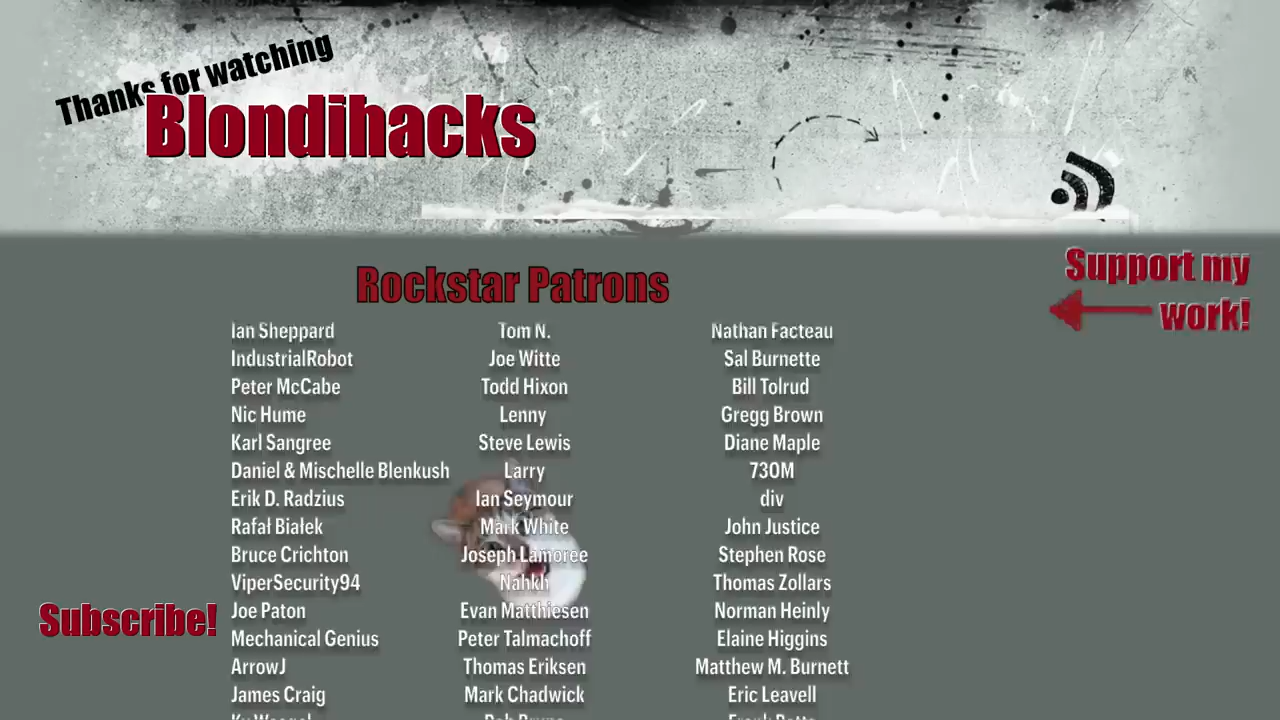 Thanks for watching
Blondihacks
Rockstar Patrons
Support my
work!
Ian Sheppard Tom N. Nathan Facteau
IndustrialRobot Joe Witte Sal Burnette
Peter McCabe Todd Hixon Bill Tolrud
Nic Hume Lenny Gregg Brown
Karl Sangree Steve Lewis Diane Maple
Daniel & Mischelle Blenkush Larry 730M
Erik D. Radzius Ian Seymour div
Rafał Białek Mark White John Justice
Bruce Crichton Joseph Lamoree Stephen Rose
ViperSecurity94 Nahkh Thomas Zollars
Subscribe!
Joe Paton Evan Matthiesen Norman Heinly
Mechanical Genius Peter Talmachoff Elaine Higgins
ArrowJ Thomas Eriksen Matthew M. Burnett
James Craig Mark Chadwick Eric Leavell